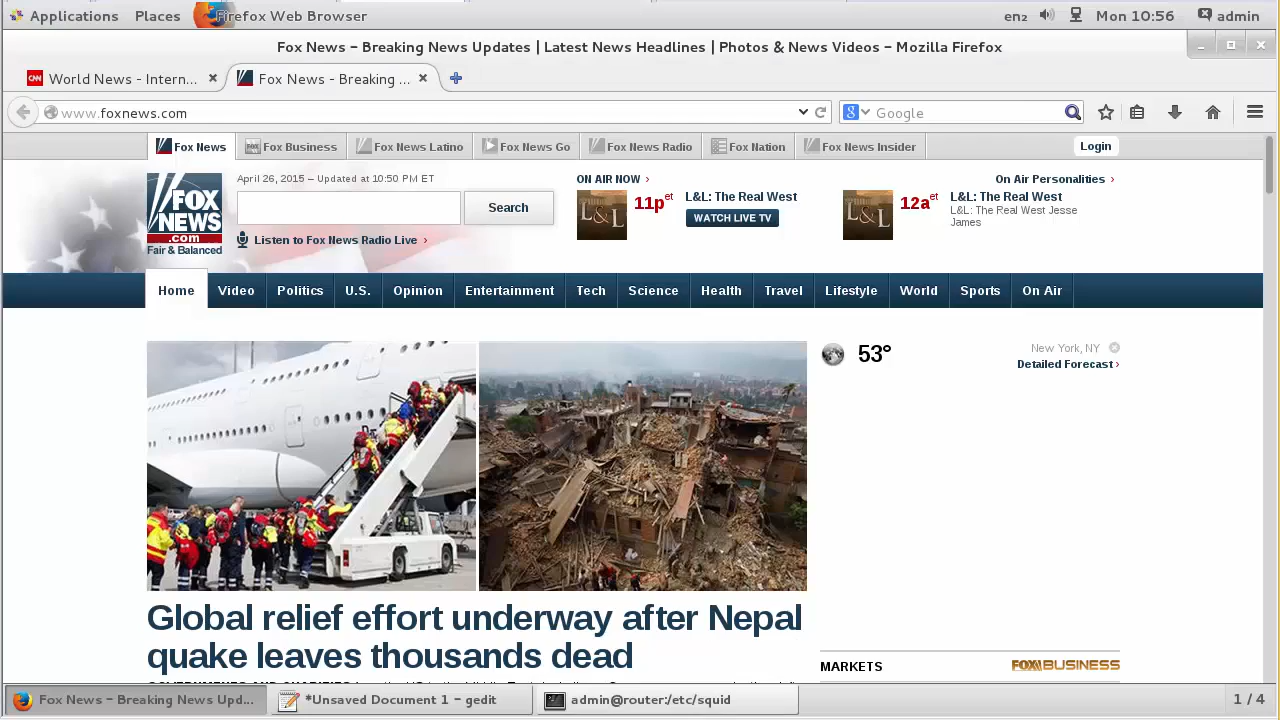 Applications Places Firefox Web Browser en₂ Mon 10:56 admin
Fox News – Breaking News Updates | Latest News Headlines | Photos & News Videos – Mozilla Firefox
CNN World News - Intern... Fox News - Breaking ...
www.foxnews.com Google
Fox News Fox Business Fox News Latino Fox News Go Fox News Radio Fox Nation Fox News Insider Login
April 26, 2015 – Updated at 10:50 PM ET
FOX NEWS .com
Fair & Balanced
Search
Listen to Fox News Radio Live ›
ON AIR NOW ›
L&L
11p et
L&L: The Real West
WATCH LIVE TV
On Air Personalities ›
L&L
12a et
L&L: The Real West
L&L: The Real West Jesse
James
Home Video Politics U.S. Opinion Entertainment Tech Science Health Travel Lifestyle World Sports On Air
53° New York, NY
Detailed Forecast ›
Global relief effort underway after Nepal
quake leaves thousands dead
MARKETS FOX BUSINESS
Fox News – Breaking News Upd... *Unsaved Document 1 – gedit admin@router:/etc/squid 1 / 4